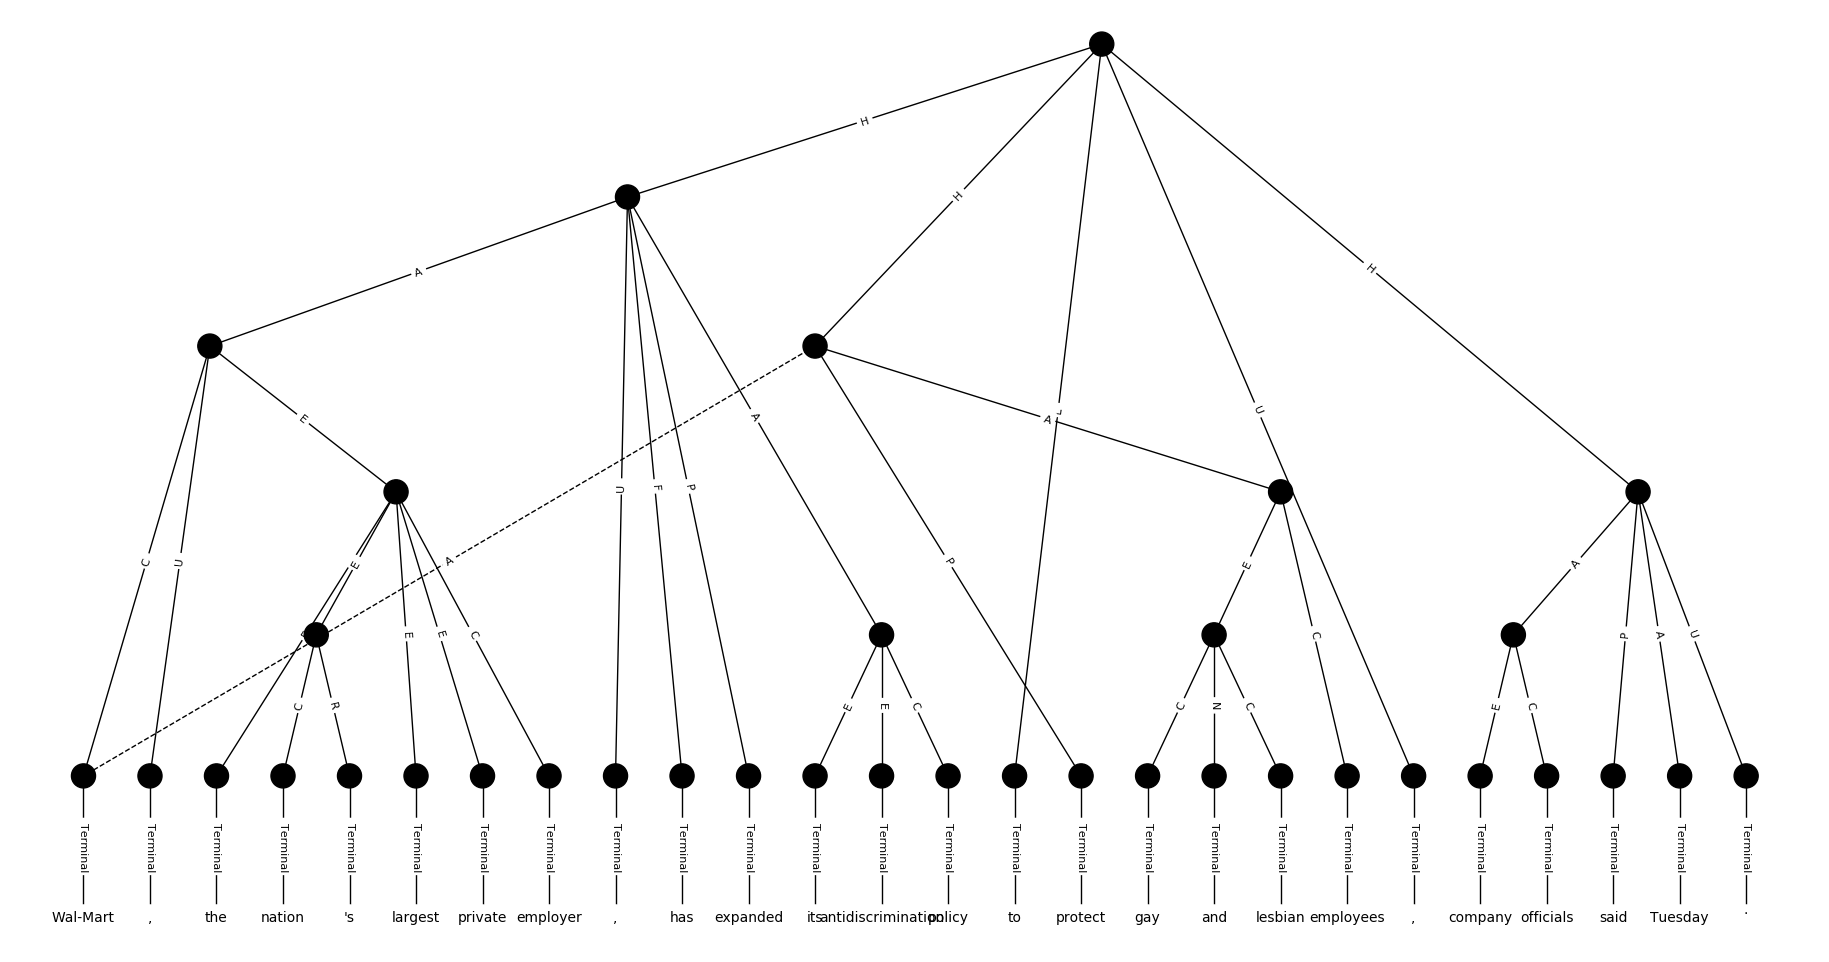 H
H
A
H
E
A
L
A
U
C
U
E
A
U
F
P
P
E
C
A
E
E
E
C
P
A
U
C
R
E
E
C
C
N
C
E
C
Terminal Terminal Terminal Terminal Terminal Terminal Terminal Terminal Terminal Terminal Terminal Terminal Terminal Terminal Terminal Terminal Terminal Terminal Terminal Terminal Terminal Terminal Terminal Terminal Terminal Terminal
Wal-Mart , the nation 's largest private employer , has expanded its antidiscrimination policy to protect gay and lesbian employees , company officials said Tuesday .